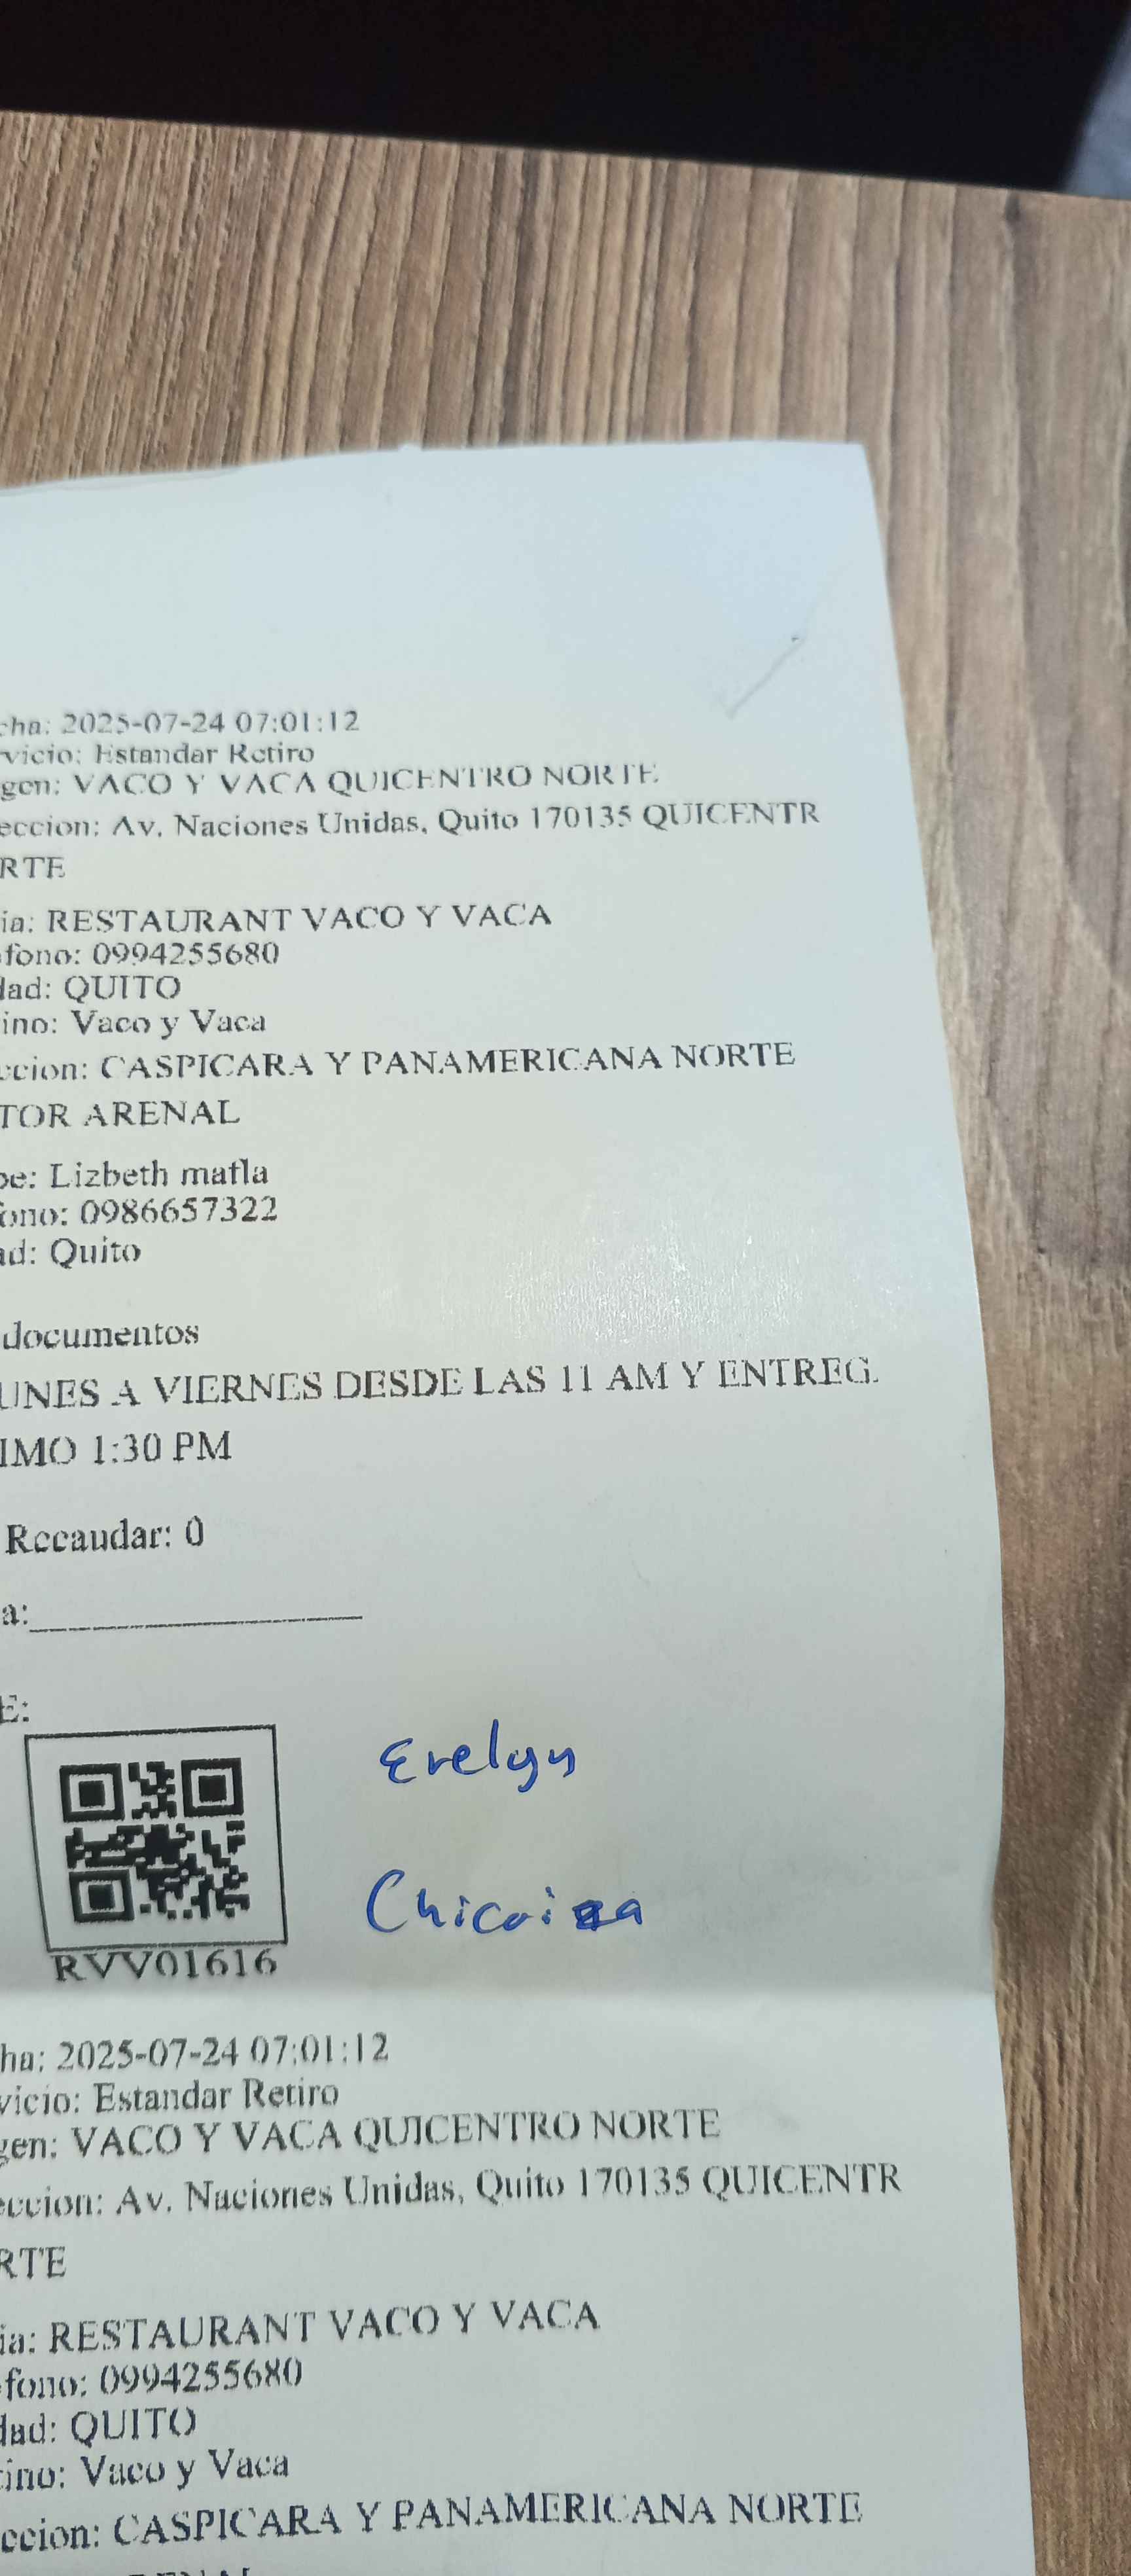 cha: 2025-07-24 07:01:12
vicio: Estandar Retiro
gen: VACO Y VACA QUICENTRO NORTE
eccion: Av. Naciones Unidas, Quito 170135 QUICENTR
RTE
ia: RESTAURANT VACO Y VACA
fono: 0994255680
dad: QUITO
ino: Vaco y Vaca
ccion: CASPICARA Y PANAMERICANA NORTE
TOR ARENAL
be: Lizbeth mafla
ono: 0986657322
ad: Quito
documentos
UNES A VIERNES DESDE LAS 11 AM Y ENTREG.
IMO 1:30 PM
Recaudar: 0
a:
E:
Evelyn
Chicaiza
RVV01616
ha: 2025-07-24 07:01:12
vicio: Estandar Retiro
gen: VACO Y VACA QUICENTRO NORTE
eccion: Av. Naciones Unidas, Quito 170135 QUICENTR
RTE
ia: RESTAURANT VACO Y VACA
fono: 0994255680
dad: QUITO
ino: Vaco y Vaca
ccion: CASPICARA Y PANAMERICANA NORTE